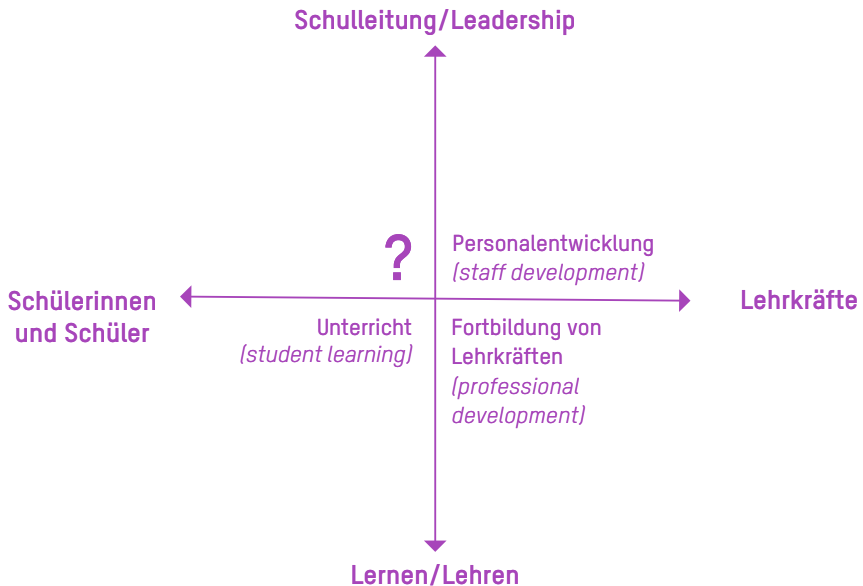 Schulleitung/Leadership
?
Personalentwicklung
(staff development)
Schülerinnen
und Schüler
Lehrkräfte
Unterricht
(student learning)
Fortbildung von
Lehrkräften
(professional
development)
Lernen/Lehren